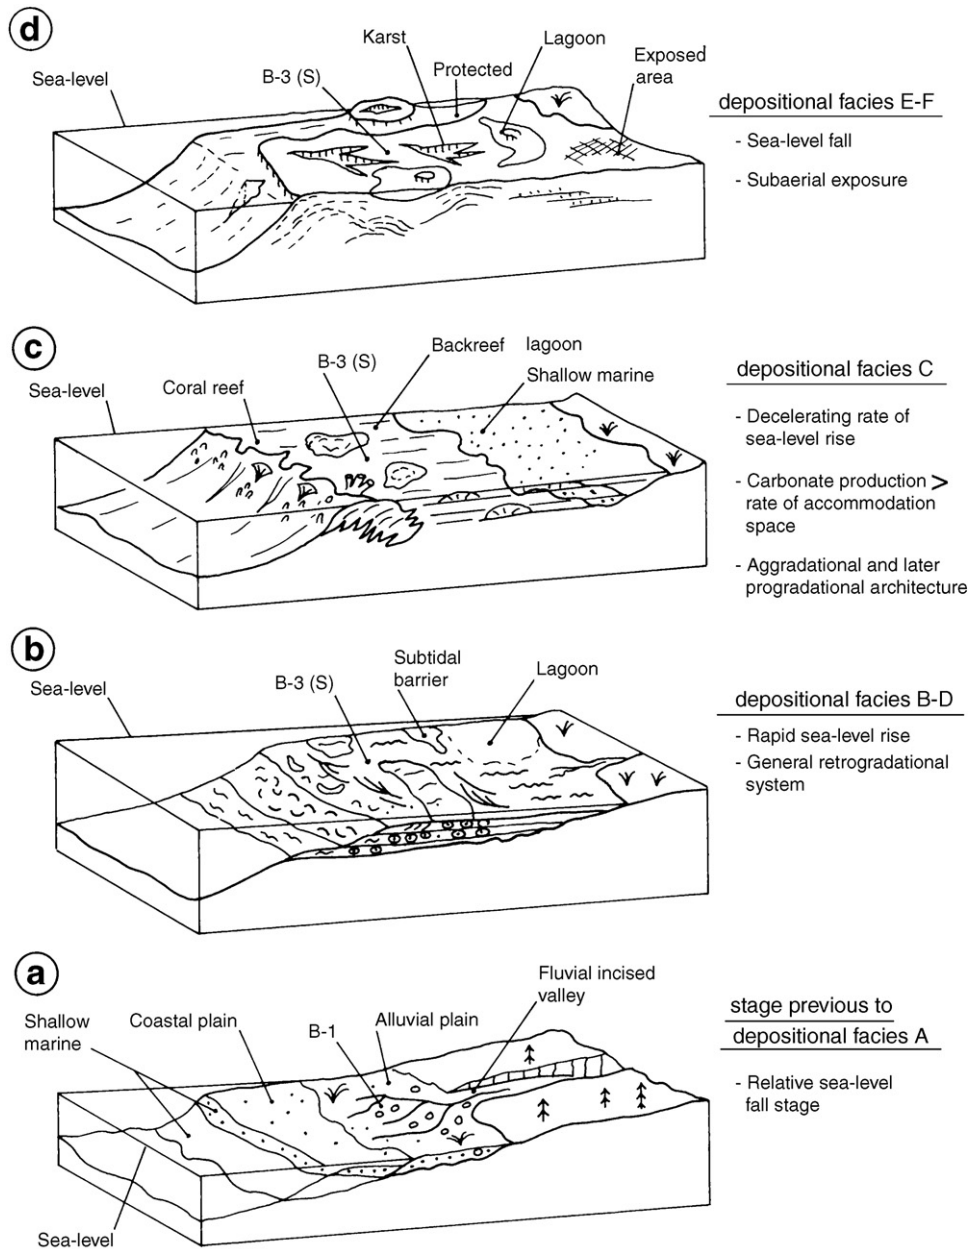 d
Karst
Lagoon
Sea-level
B-3 (S)
Protected
Exposed
area
depositional facies E-F
- Sea-level fall
- Subaerial exposure
c
Sea-level
Coral reef
B-3 (S)
Backreef lagoon
Shallow marine
depositional facies C
- Decelerating rate of
sea-level rise
- Carbonate production >
rate of accommodation
space
- Aggradational and later
progradational architecture
b
Sea-level
B-3 (S)
Subtidal
barrier
Lagoon
depositional facies B-D
- Rapid sea-level rise
- General retrogradational
system
a
Shallow
marine
Coastal plain
B-1
Alluvial plain
Fluvial incised
valley
Sea-level
stage previous to
depositional facies A
- Relative sea-level
fall stage